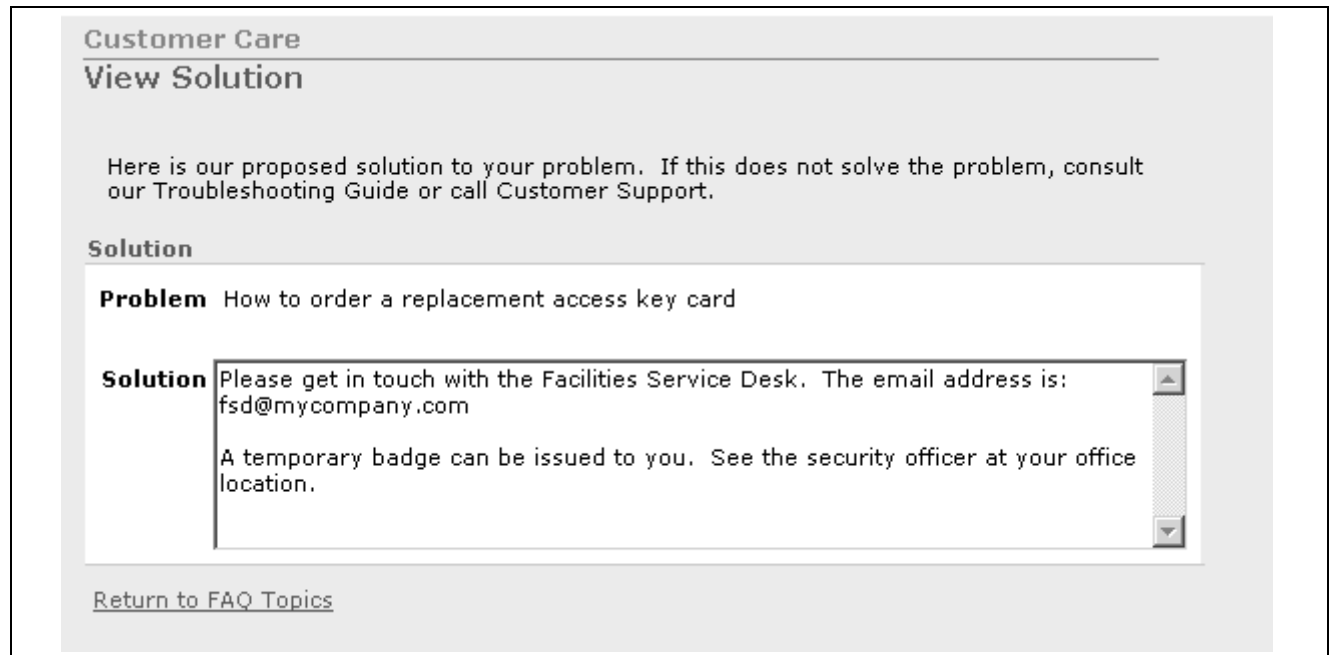 Customer Care
View Solution
Here is our proposed solution to your problem.  If this does not solve the problem, consult
our Troubleshooting Guide or call Customer Support.
Solution
Problem How to order a replacement access key card
Solution Please get in touch with the Facilities Service Desk.  The email address is:
fsd@mycompany.com
A temporary badge can be issued to you.  See the security officer at your office
location.
Return to FAQ Topics